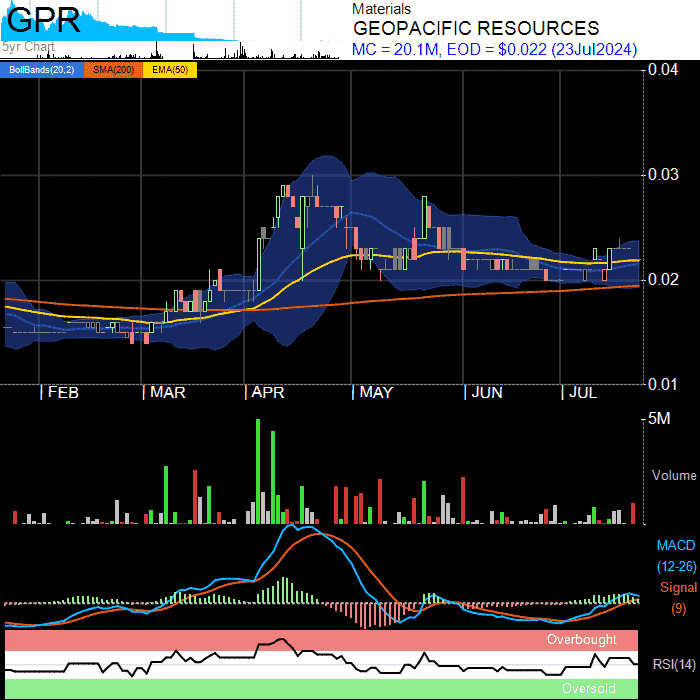 GPR
5yr Chart
Materials
GEOPACIFIC RESOURCES
MC = 20.1M, EOD = $0.022 (23Jul2024)
BollBands(20,2) SMA(200) EMA(50)
0.04
0.03
0.02
0.01
FEB MAR APR MAY JUN JUL
5M
Volume
MACD
(12-26)
Signal
(9)
Overbought
RSI(14)
Oversold